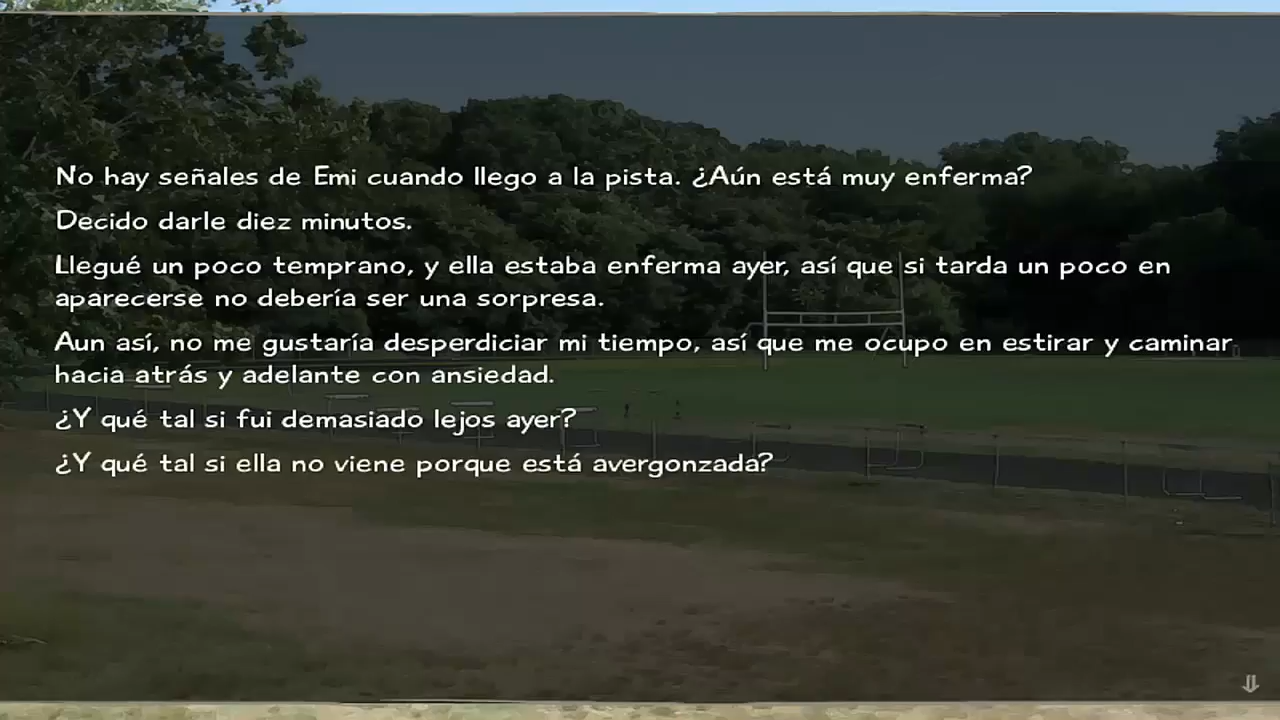 No hay señales de Emi cuando llego a la pista. ¿Aún está muy enferma?
Decido darle diez minutos.
Llegué un poco temprano, y ella estaba enferma ayer, así que si tarda un poco en
aparecerse no debería ser una sorpresa.
Aun así, no me gustaría desperdiciar mi tiempo, así que me ocupo en estirar y caminar
hacia atrás y adelante con ansiedad.
¿Y qué tal si fui demasiado lejos ayer?
¿Y qué tal si ella no viene porque está avergonzada?